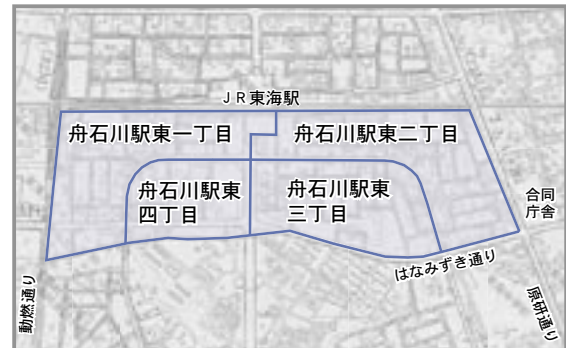 ＪＲ東海駅
舟石川駅東一丁目
舟石川駅東二丁目
舟石川駅東
四丁目
舟石川駅東
三丁目
合同
庁舎
はなみずき通り
動燃通り
原研通り